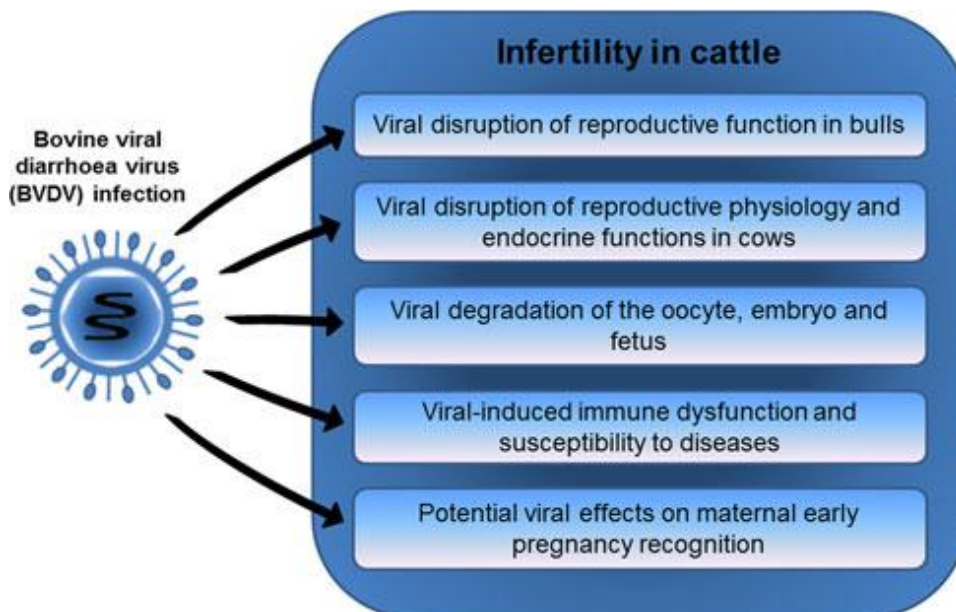 Infertility in cattle
Bovine viral
diarrhoea virus
(BVDV) infection
Viral disruption of reproductive function in bulls
Viral disruption of reproductive physiology and
endocrine functions in cows
Viral degradation of the oocyte, embryo and
fetus
Viral-induced immune dysfunction and
susceptibility to diseases
Potential viral effects on maternal early
pregnancy recognition